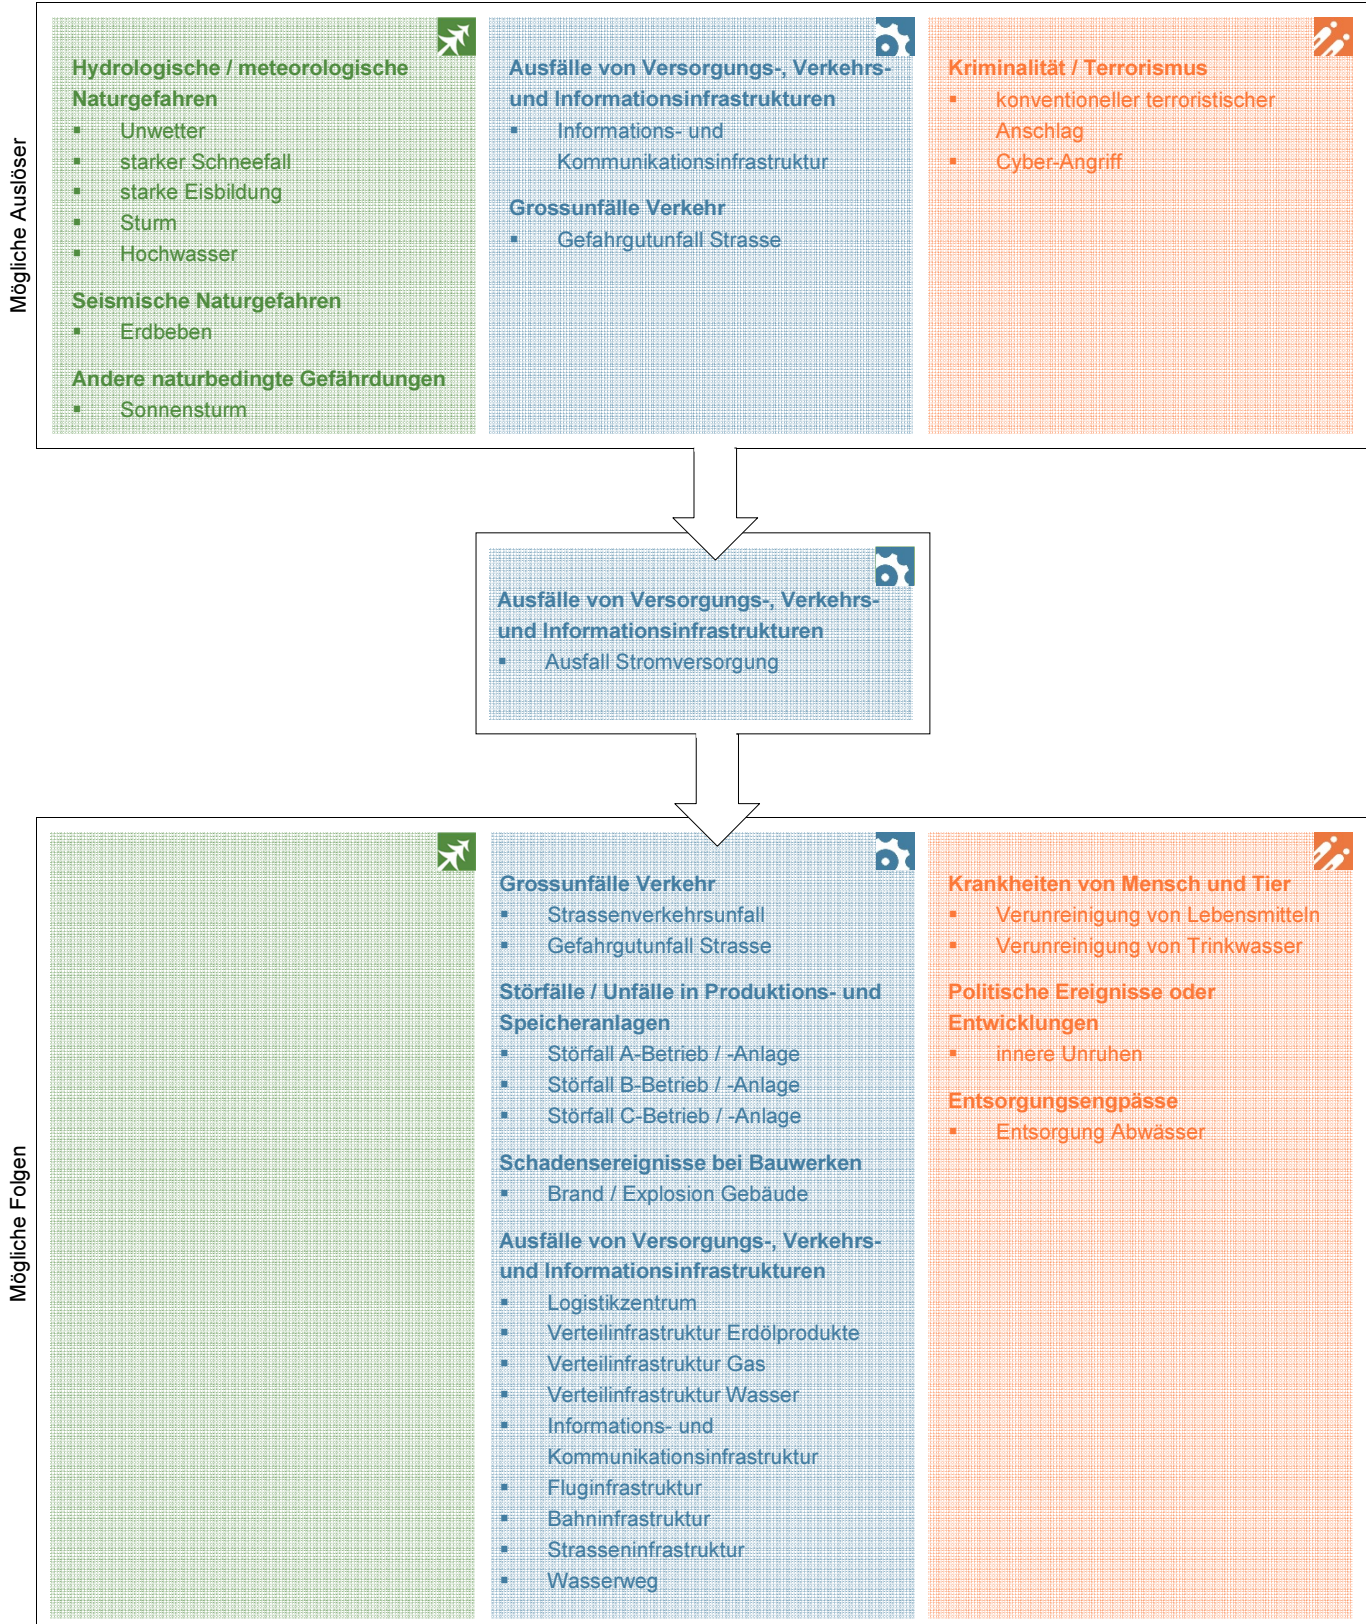 Mögliche Auslöser
Hydrologische / meteorologische
Naturgefahren
▪ Unwetter
▪ starker Schneefall
▪ starke Eisbildung
▪ Sturm
▪ Hochwasser
Seismische Naturgefahren
▪ Erdbeben
Andere naturbedingte Gefährdungen
▪ Sonnensturm
Ausfälle von Versorgungs-, Verkehrs-
und Informationsinfrastrukturen
▪ Informations- und
Kommunikationsinfrastruktur
Grossunfälle Verkehr
▪ Gefahrgutunfall Strasse
Kriminalität / Terrorismus
▪ konventioneller terroristischer
Anschlag
▪ Cyber-Angriff
Ausfälle von Versorgungs-, Verkehrs-
und Informationsinfrastrukturen
▪ Ausfall Stromversorgung
Mögliche Folgen
Grossunfälle Verkehr
▪ Strassenverkehrsunfall
▪ Gefahrgutunfall Strasse
Störfälle / Unfälle in Produktions- und
Speicheranlagen
▪ Störfall A-Betrieb / -Anlage
▪ Störfall B-Betrieb / -Anlage
▪ Störfall C-Betrieb / -Anlage
Schadensereignisse bei Bauwerken
▪ Brand / Explosion Gebäude
Ausfälle von Versorgungs-, Verkehrs-
und Informationsinfrastrukturen
▪ Logistikzentrum
▪ Verteilinfrastruktur Erdölprodukte
▪ Verteilinfrastruktur Gas
▪ Verteilinfrastruktur Wasser
▪ Informations- und
Kommunikationsinfrastruktur
▪ Fluginfrastruktur
▪ Bahninfrastruktur
▪ Strasseninfrastruktur
▪ Wasserweg
Krankheiten von Mensch und Tier
▪ Verunreinigung von Lebensmitteln
▪ Verunreinigung von Trinkwasser
Politische Ereignisse oder
Entwicklungen
▪ innere Unruhen
Entsorgungsengpässe
▪ Entsorgung Abwässer